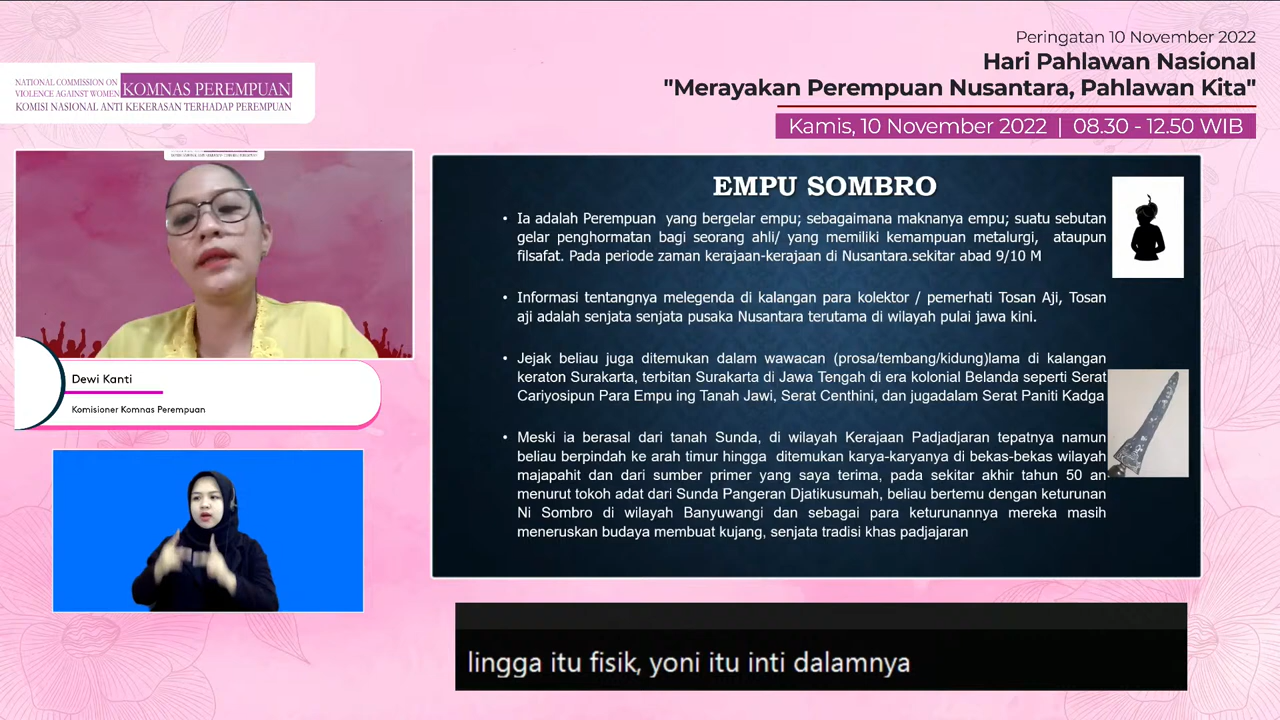 Peringatan 10 November 2022
Hari Pahlawan Nasional
"Merayakan Perempuan Nusantara, Pahlawan Kita"
Kamis, 10 November 2022 | 08.30 - 12.50 WIB
NATIONAL COMMISSION ON
VIOLENCE AGAINST WOMEN
KOMNAS PEREMPUAN
KOMISI NASIONAL ANTI KEKERASAN TERHADAP PEREMPUAN
Dewi Kanti
Komisioner Komnas Perempuan
EMPU SOMBRO
• Ia adalah Perempuan yang bergelar empu; sebagaimana maknanya empu; suatu sebutan
gelar penghormatan bagi seorang ahli/ yang memiliki kemampuan metalurgi, ataupun
filsafat. Pada periode zaman kerajaan-kerajaan di Nusantara.sekitar abad 9/10 M
• Informasi tentangnya melegenda di kalangan para kolektor / pemerhati Tosan Aji, Tosan
aji adalah senjata senjata pusaka Nusantara terutama di wilayah pulai jawa kini.
• Jejak beliau juga ditemukan dalam wawacan (prosa/tembang/kidung)lama di kalangan
keraton Surakarta, terbitan Surakarta di Jawa Tengah di era kolonial Belanda seperti Serat
Cariyosipun Para Empu ing Tanah Jawi, Serat Centhini, dan jugadalam Serat Paniti Kadga
• Meski ia berasal dari tanah Sunda, di wilayah Kerajaan Padjadjaran tepatnya namun
beliau berpindah ke arah timur hingga ditemukan karya-karyanya di bekas-bekas wilayah
majapahit dan dari sumber primer yang saya terima, pada sekitar akhir tahun 50 an
menurut tokoh adat dari Sunda Pangeran Djatikusumah, beliau bertemu dengan keturunan
Ni Sombro di wilayah Banyuwangi dan sebagai para keturunannya mereka masih
meneruskan budaya membuat kujang, senjata tradisi khas padjajaran
lingga itu fisik, yoni itu inti dalamnya